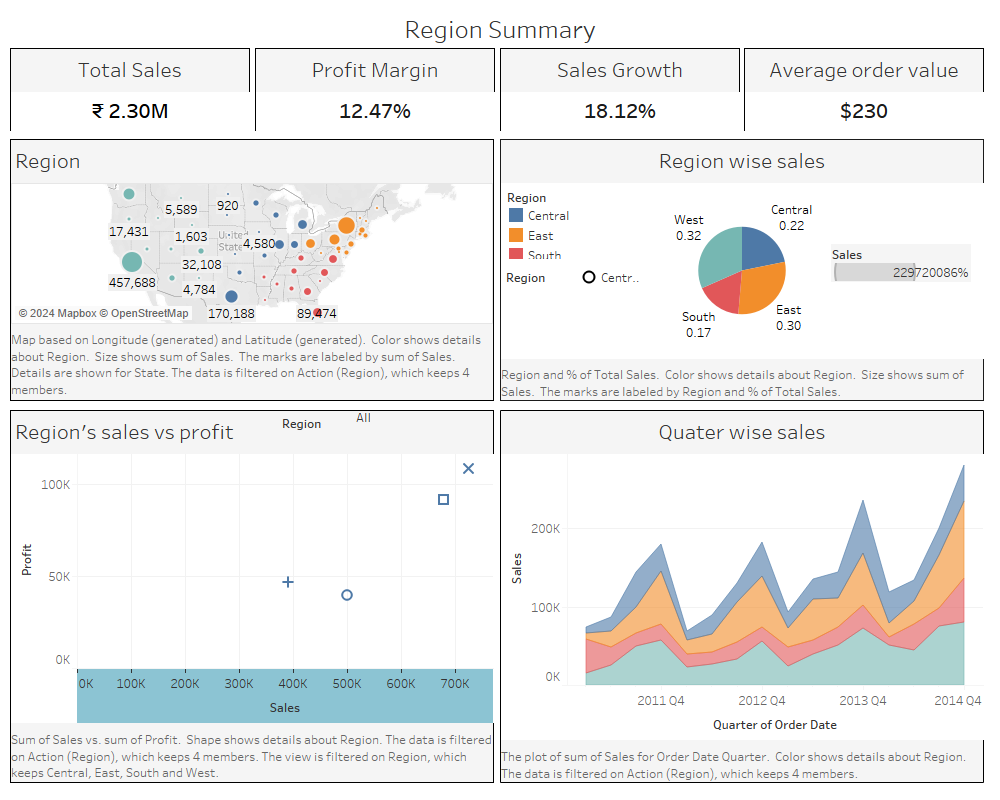 Region Summary
Total Sales
₹ 2.30M
Profit Margin
12.47%
Sales Growth
18.12%
Average order value
$230
Region
5,589
920
17,431
1,603
United
States
4,580
32,108
457,688
4,784
170,188
89,474
© 2024 Mapbox © OpenStreetMap
Map based on Longitude (generated) and Latitude (generated). Color shows details
about Region. Size shows sum of Sales. The marks are labeled by sum of Sales.
Details are shown for State. The data is filtered on Action (Region), which keeps 4
members.
Region wise sales
Region
Central
East
South
Region
Centr..
West
0.32
Central
0.22
South
0.17
East
0.30
Sales
229720086%
Region and % of Total Sales. Color shows details about Region. Size shows sum of
Sales. The marks are labeled by Region and % of Total Sales.
Region's sales vs profit
Region
All
100K
50K
0K
Profit
0K 100K 200K 300K 400K 500K 600K 700K
Sales
Sum of Sales vs. sum of Profit. Shape shows details about Region. The data is filtered
on Action (Region), which keeps 4 members. The view is filtered on Region, which
keeps Central, East, South and West.
Quater wise sales
200K
100K
0K
Sales
2011 Q4 2012 Q4 2013 Q4 2014 Q4
Quarter of Order Date
The plot of sum of Sales for Order Date Quarter. Color shows details about Region.
The data is filtered on Action (Region), which keeps 4 members.